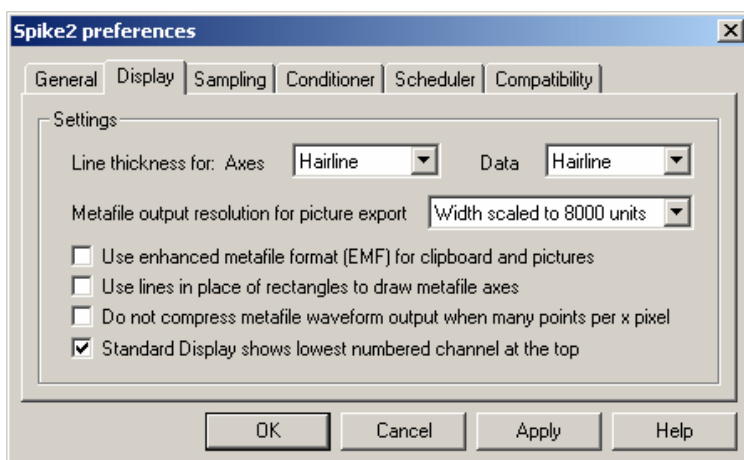 Spike2 preferences
General Display Sampling Conditioner Scheduler Compatibility
Settings
Line thickness for: Axes Hairline Data Hairline
Metafile output resolution for picture export Width scaled to 8000 units
Use enhanced metafile format (EMF) for clipboard and pictures
Use lines in place of rectangles to draw metafile axes
Do not compress metafile waveform output when many points per x pixel
Standard Display shows lowest numbered channel at the top
OK Cancel Apply Help